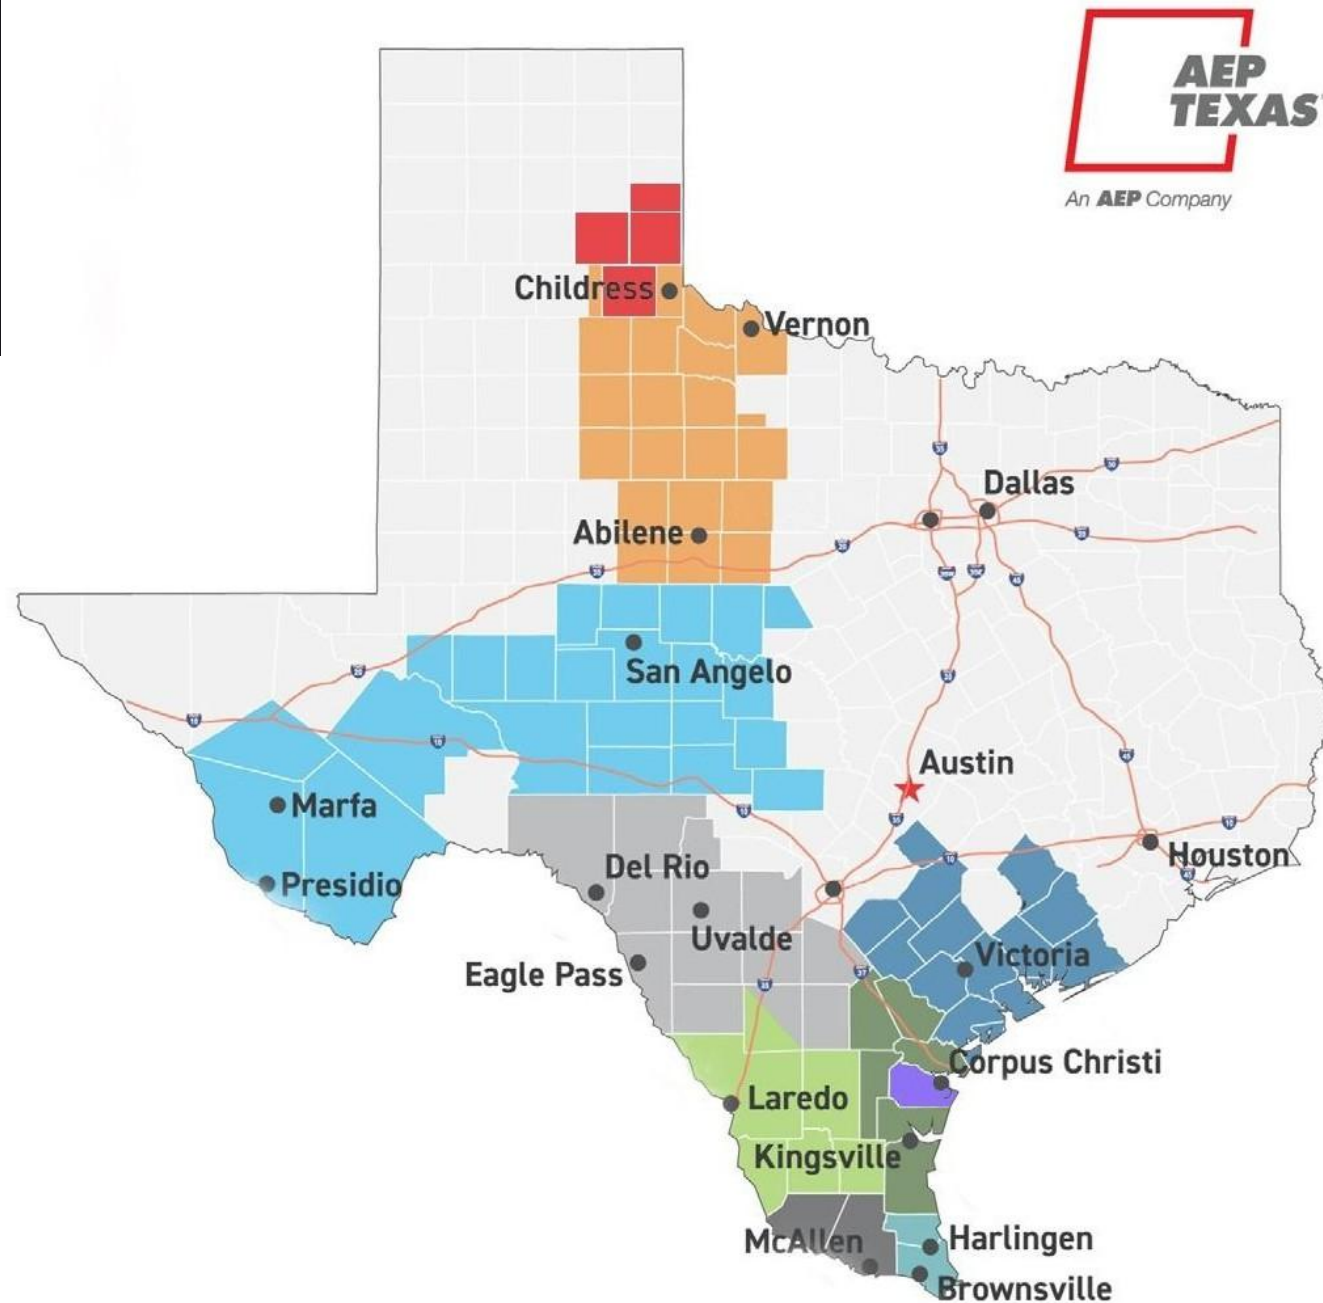 AEP
TEXAS
An AEP Company
Childress
Vernon
Dallas
Abilene
San Angelo
Austin
Marfa
Houston
Del Rio
Presidio
Uvalde
Victoria
Eagle Pass
Corpus Christi
Laredo
Kingsville
McAllen
Harlingen
Brownsville